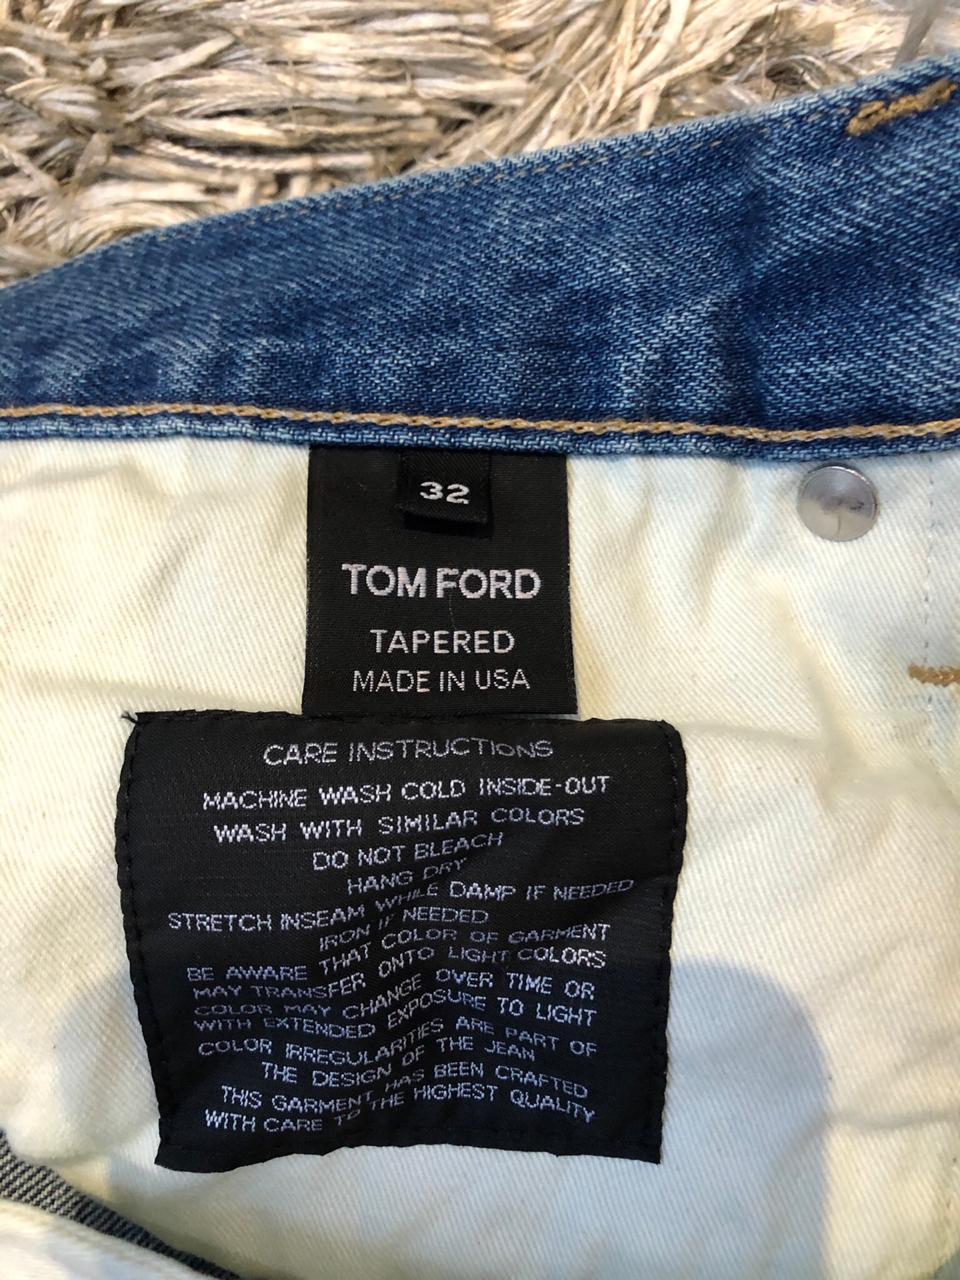 32
TOM FORD
TAPERED
MADE IN USA
CARE INSTRUCTIONS
MACHINE WASH COLD INSIDE-OUT
WASH WITH SIMILAR COLORS
DO NOT BLEACH
HANG DRY
STRETCH INSEAM WHILE DAMP IF NEEDED
IRON IF NEEDED
BE AWARE THAT COLOR OF GARMENT
MAY TRANSFER ONTO LIGHT COLORS
COLOR MAY CHANGE OVER TIME OR
WITH EXTENDED EXPOSURE TO LIGHT
COLOR IRREGULARITIES ARE PART OF
THE DESIGN OF THE JEAN
THIS GARMENT HAS BEEN CRAFTED
WITH CARE TO THE HIGHEST QUALITY